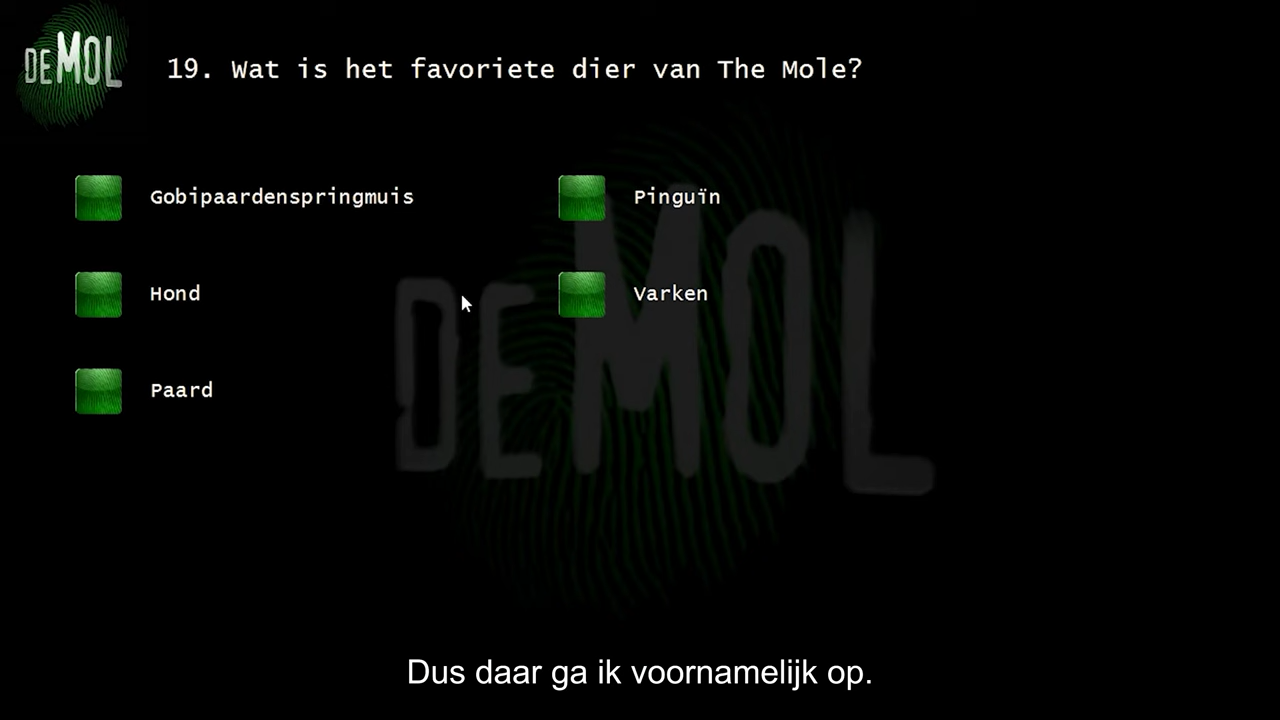 DE MOL
19. Wat is het favoriete dier van The Mole?
Gobipaardenspringmuis
Pinguïn
Hond
Varken
Paard
DE MOL
Dus daar ga ik voornamelijk op.